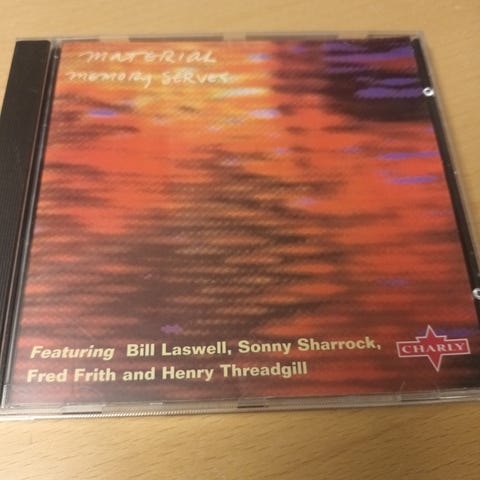 MATERIAL
MEMORY SERVES
Featuring Bill Laswell, Sonny Sharrock,
Fred Frith and Henry Threadgill
CHARLY